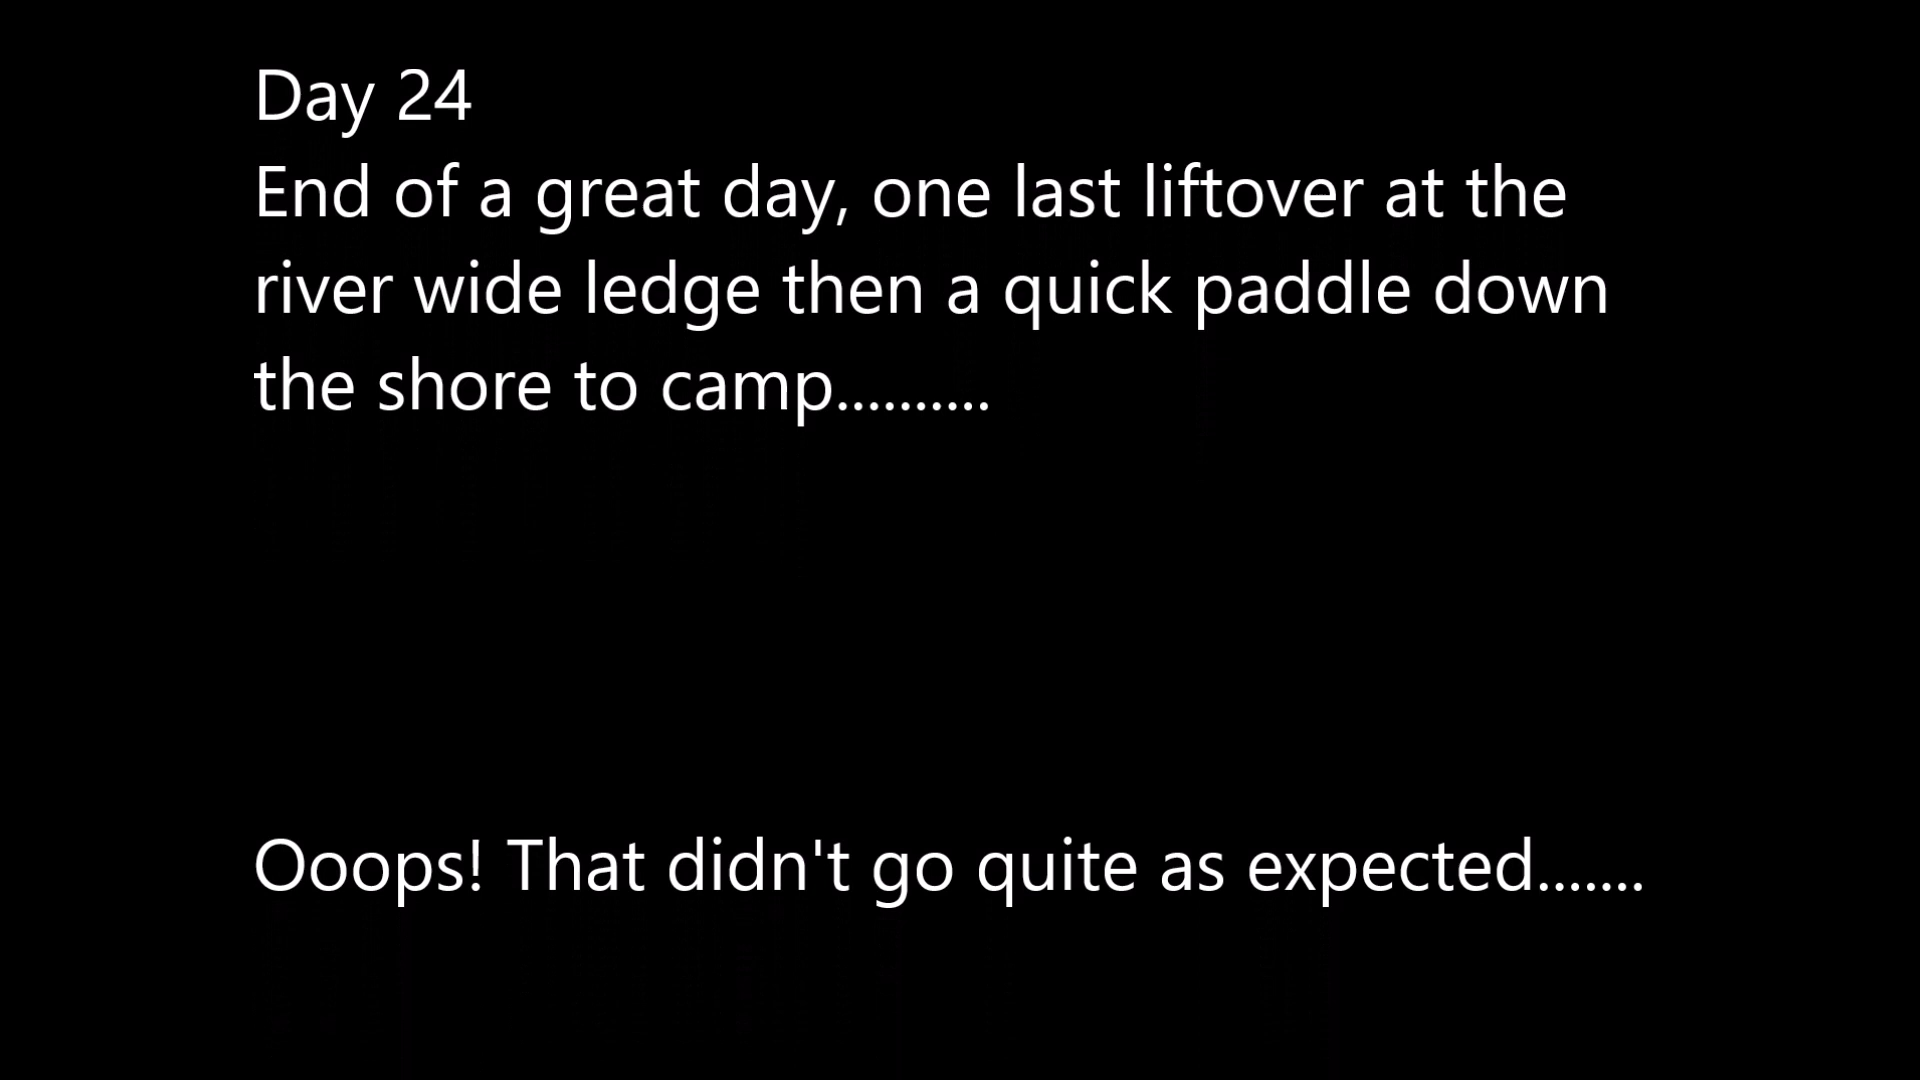 Day 24
End of a great day, one last liftover at the
river wide ledge then a quick paddle down
the shore to camp..........
Ooops! That didn't go quite as expected.......